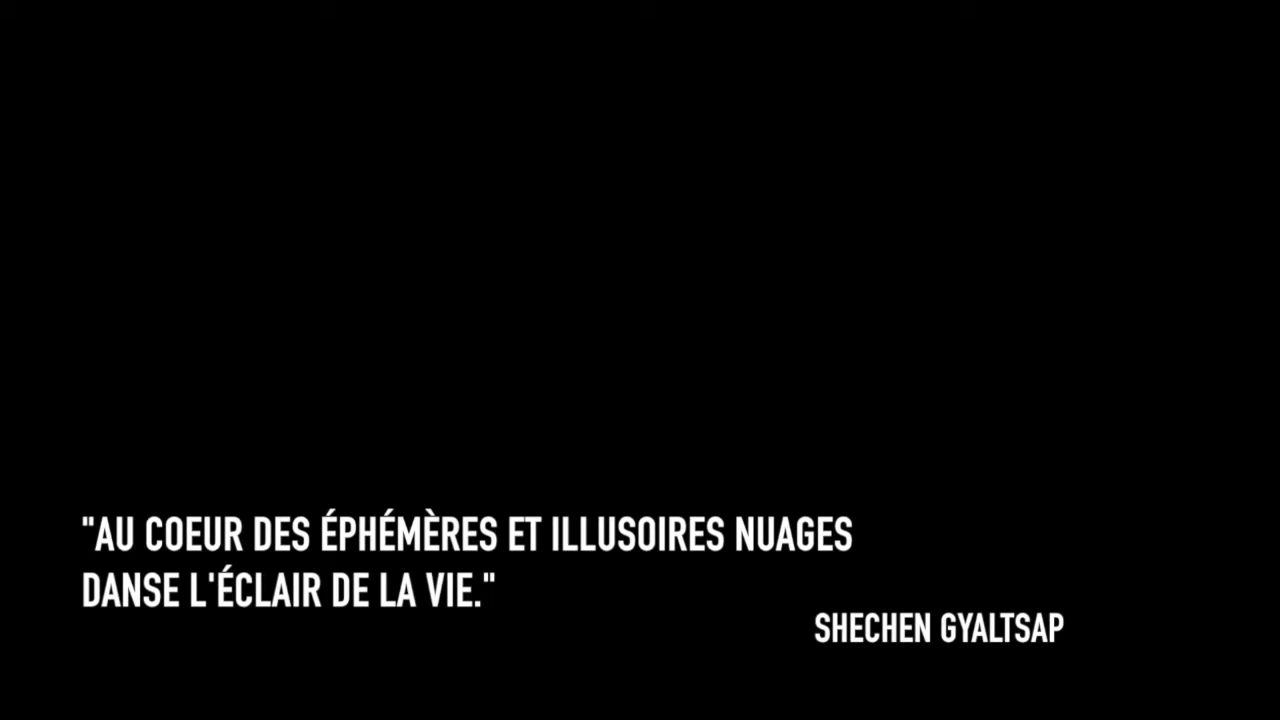 "AU COEUR DES ÉPHÉMÈRES ET ILLUSOIRES NUAGES
DANSE L'ÉCLAIR DE LA VIE."
SHECHEN GYALTSAP